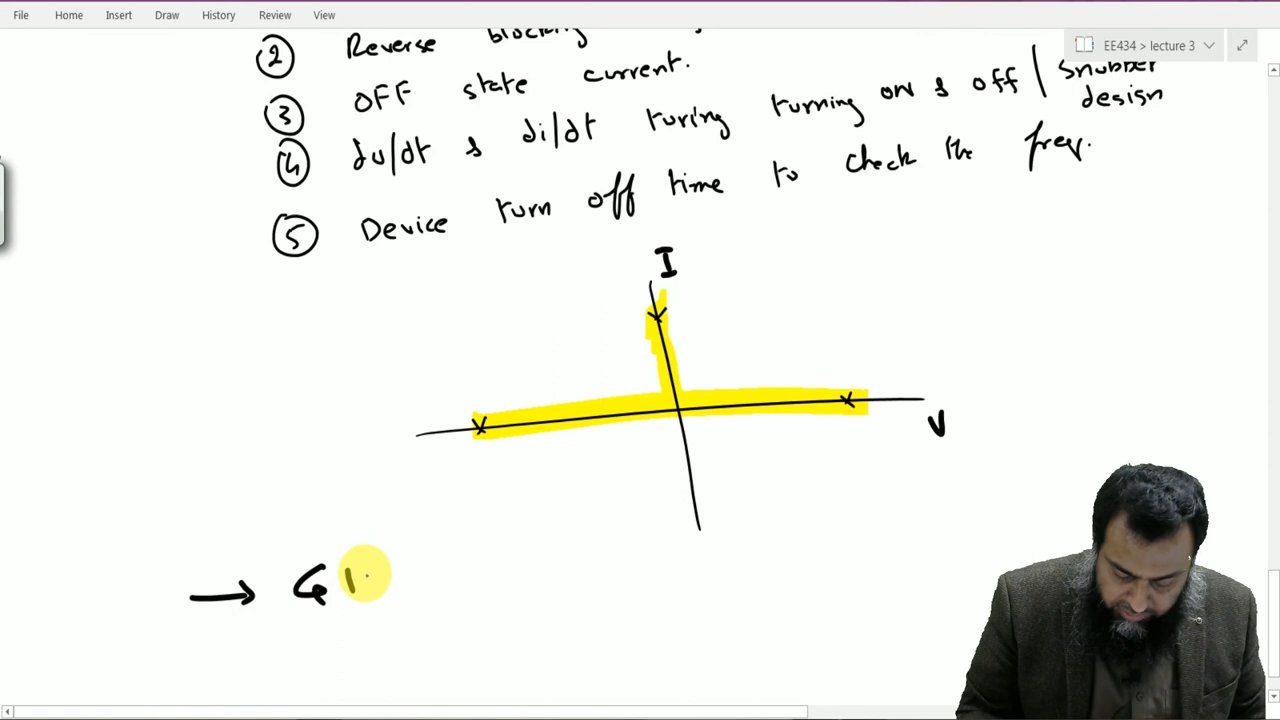 File Home Insert Draw History Review View
EE434 > lecture 3
② Reverse blocking
③ OFF state current.
④ dv/dt & di/dt turing turning on & off / Snubber
design
⑤ Device turn off time to check the freq.
I
V
→ G